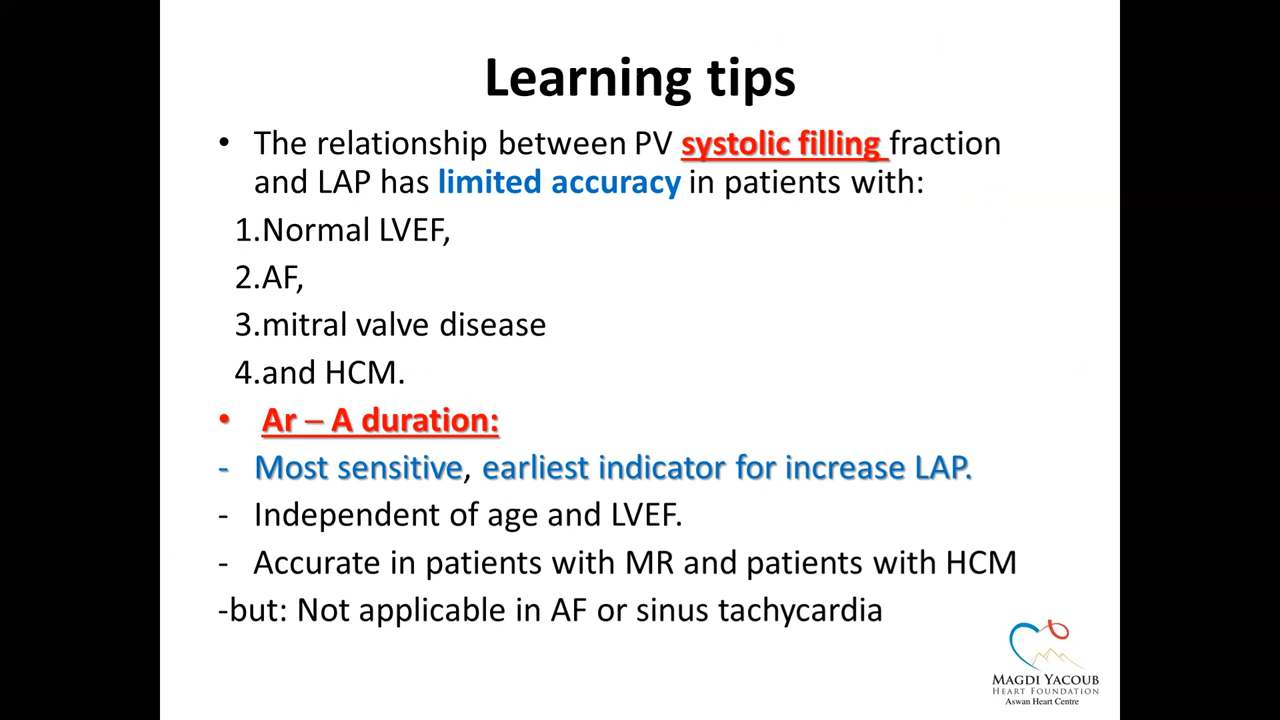 Learning tips
• The relationship between PV systolic filling fraction
and LAP has limited accuracy in patients with:
1.Normal LVEF,
2.AF,
3.mitral valve disease
4.and HCM.
• Ar – A duration:
- Most sensitive, earliest indicator for increase LAP.
- Independent of age and LVEF.
- Accurate in patients with MR and patients with HCM
-but: Not applicable in AF or sinus tachycardia
MAGDI YACOUB
HEART FOUNDATION
Aswan Heart Centre